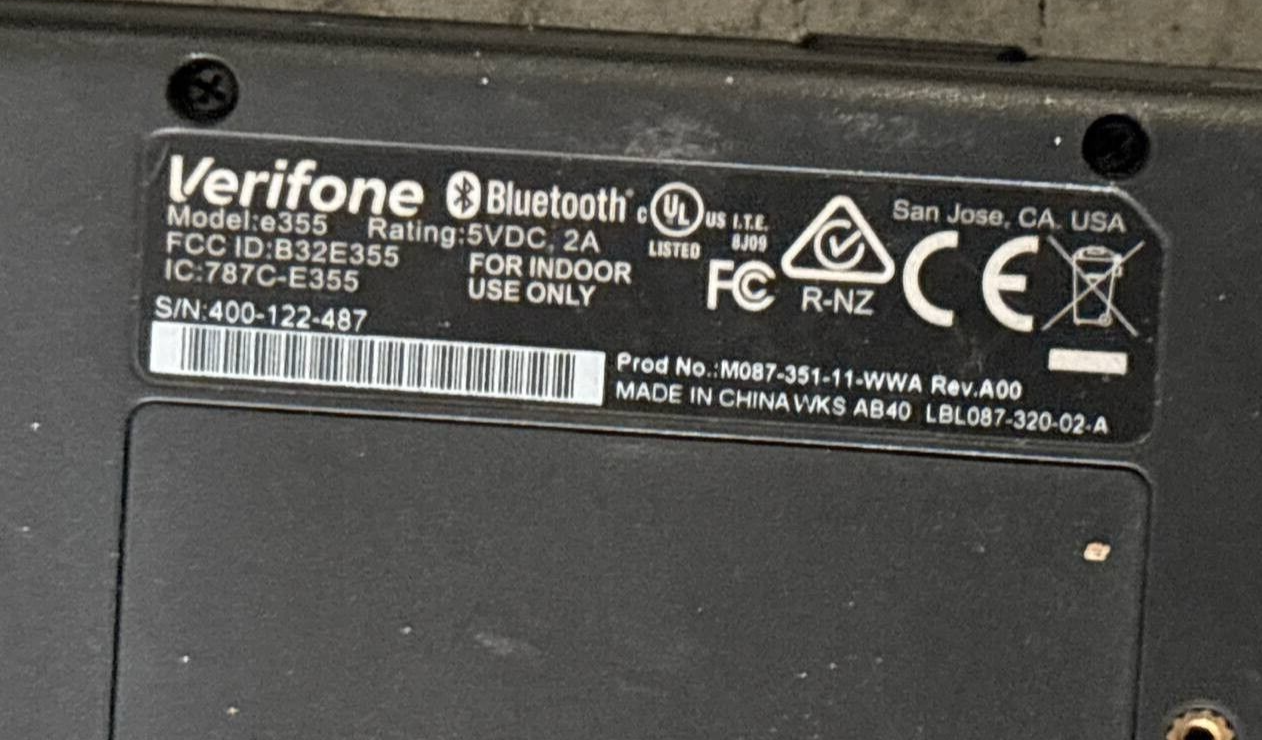 Verifone Bluetooth® c UL US LISTED I.T.E. 8J09
San Jose, CA. USA
Model:e355 Rating:5VDC, 2A
FCC ID:B32E355 FOR INDOOR
IC:787C-E355 USE ONLY
FC CE
R-NZ
S/N:400-122-487
Prod No.:M087-351-11-WWA Rev.A00
MADE IN CHINA WKS AB40 LBL087-320-02-A